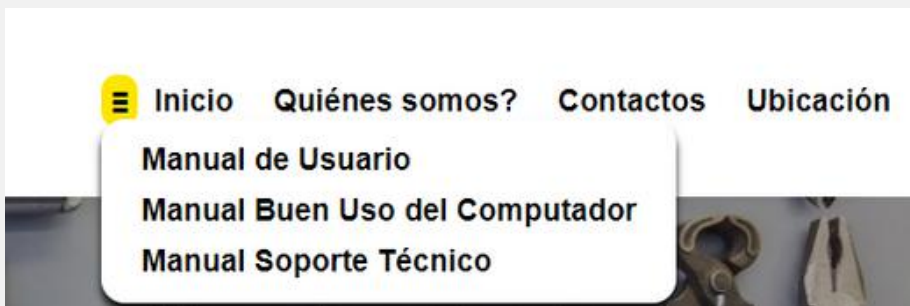 Inicio Quiénes somos? Contactos Ubicación
Manual de Usuario
Manual Buen Uso del Computador
Manual Soporte Técnico